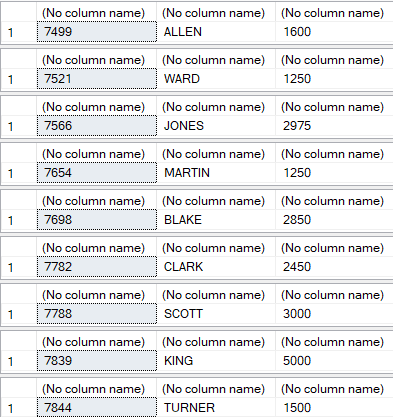 (No column name) (No column name) (No column name)
1 7499 ALLEN 1600
(No column name) (No column name) (No column name)
1 7521 WARD 1250
(No column name) (No column name) (No column name)
1 7566 JONES 2975
(No column name) (No column name) (No column name)
1 7654 MARTIN 1250
(No column name) (No column name) (No column name)
1 7698 BLAKE 2850
(No column name) (No column name) (No column name)
1 7782 CLARK 2450
(No column name) (No column name) (No column name)
1 7788 SCOTT 3000
(No column name) (No column name) (No column name)
1 7839 KING 5000
(No column name) (No column name) (No column name)
1 7844 TURNER 1500